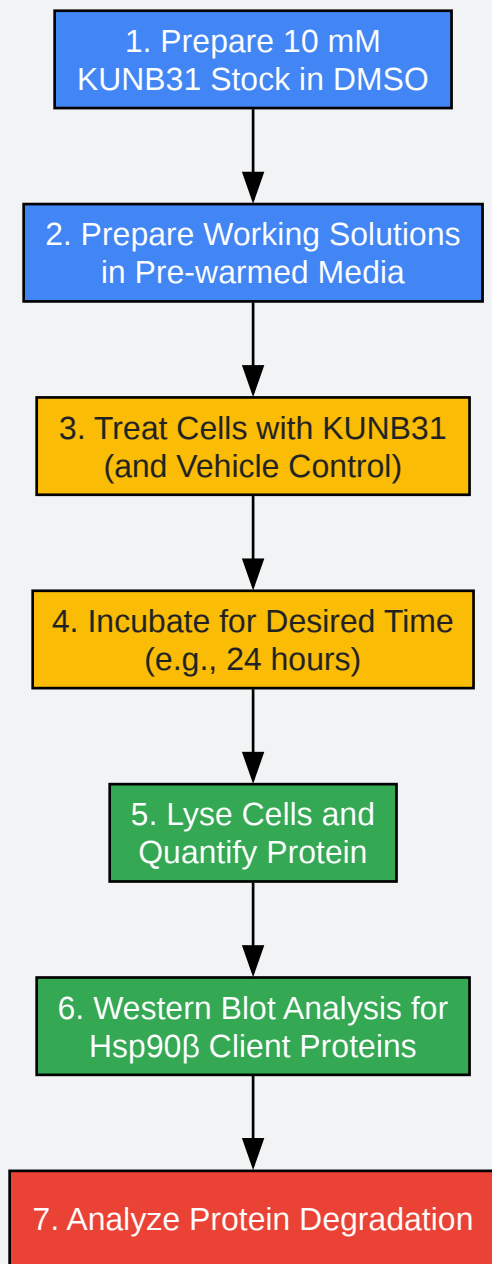 1. Prepare 10 mM
KUNB31 Stock in DMSO
2. Prepare Working Solutions
in Pre-warmed Media
3. Treat Cells with KUNB31
(and Vehicle Control)
4. Incubate for Desired Time
(e.g., 24 hours)
5. Lyse Cells and
Quantify Protein
6. Western Blot Analysis for
Hsp90β Client Proteins
7. Analyze Protein Degradation